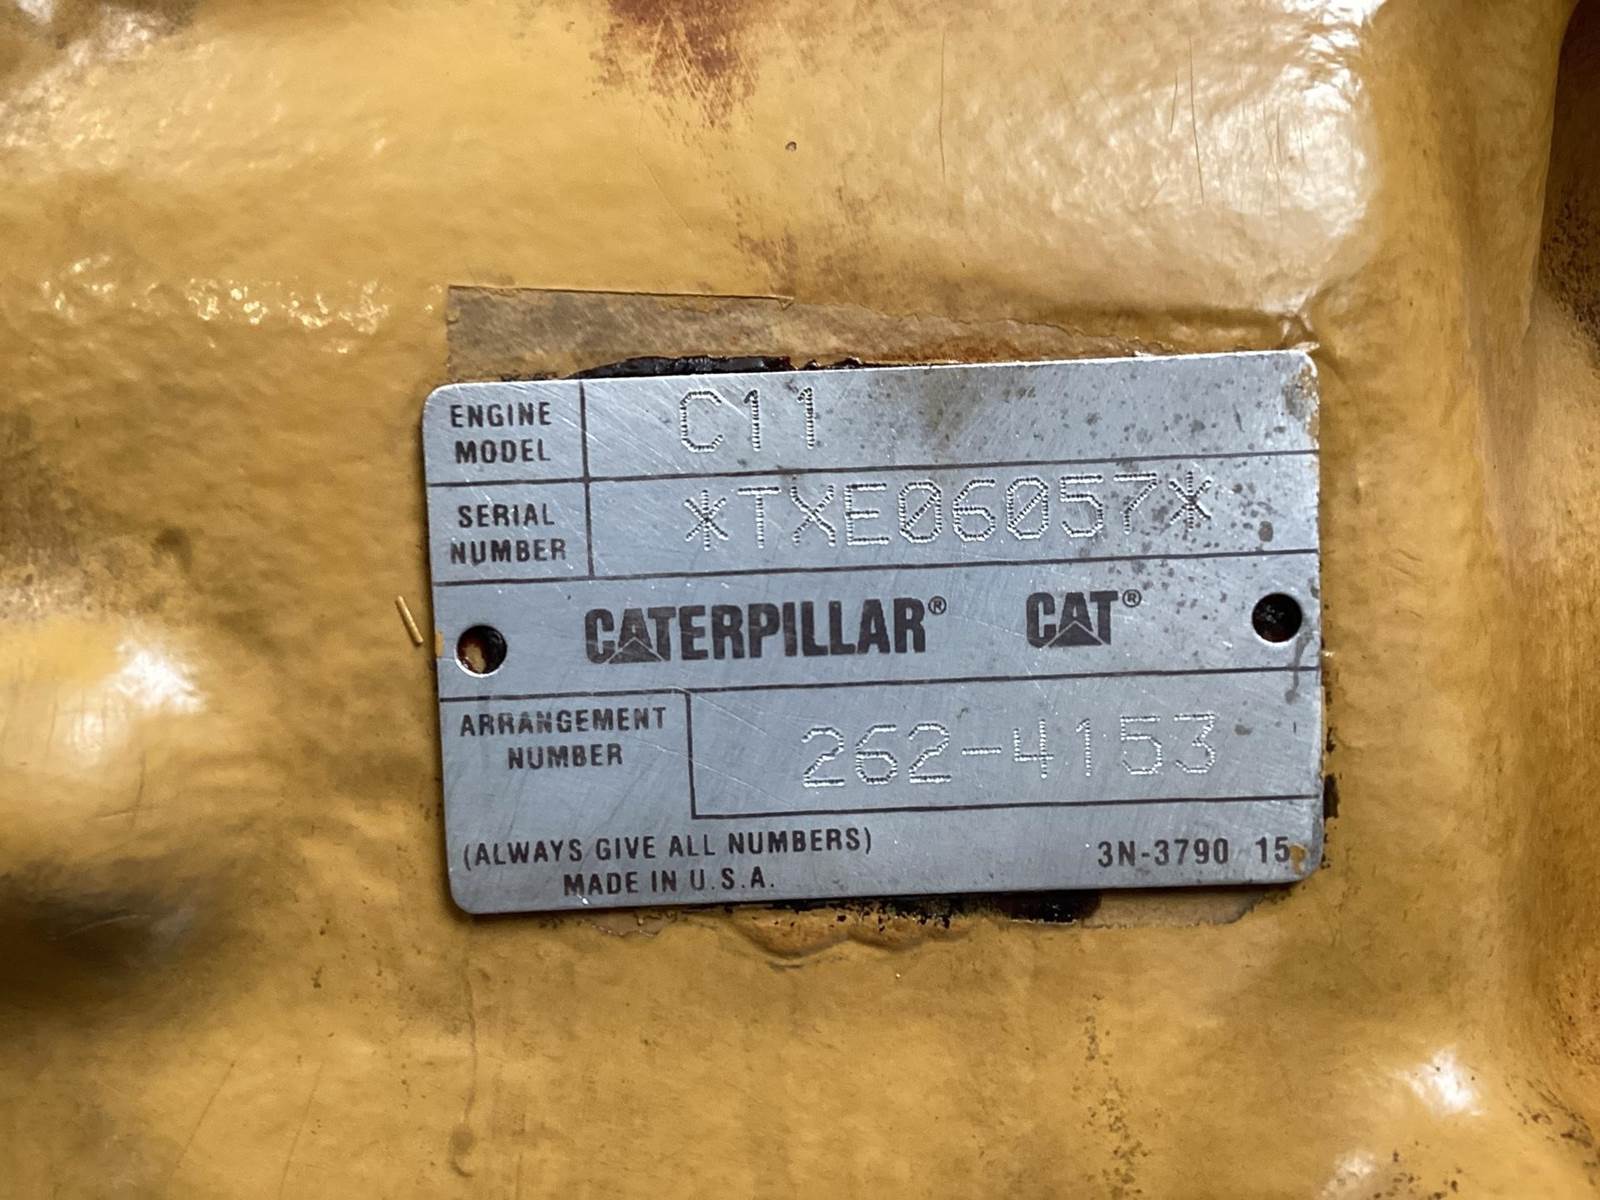 ENGINE MODEL C11
SERIAL NUMBER *TXE06057*
CATERPILLAR® CAT®
ARRANGEMENT NUMBER 262-4153
(ALWAYS GIVE ALL NUMBERS) 3N-3790 15
MADE IN U.S.A.